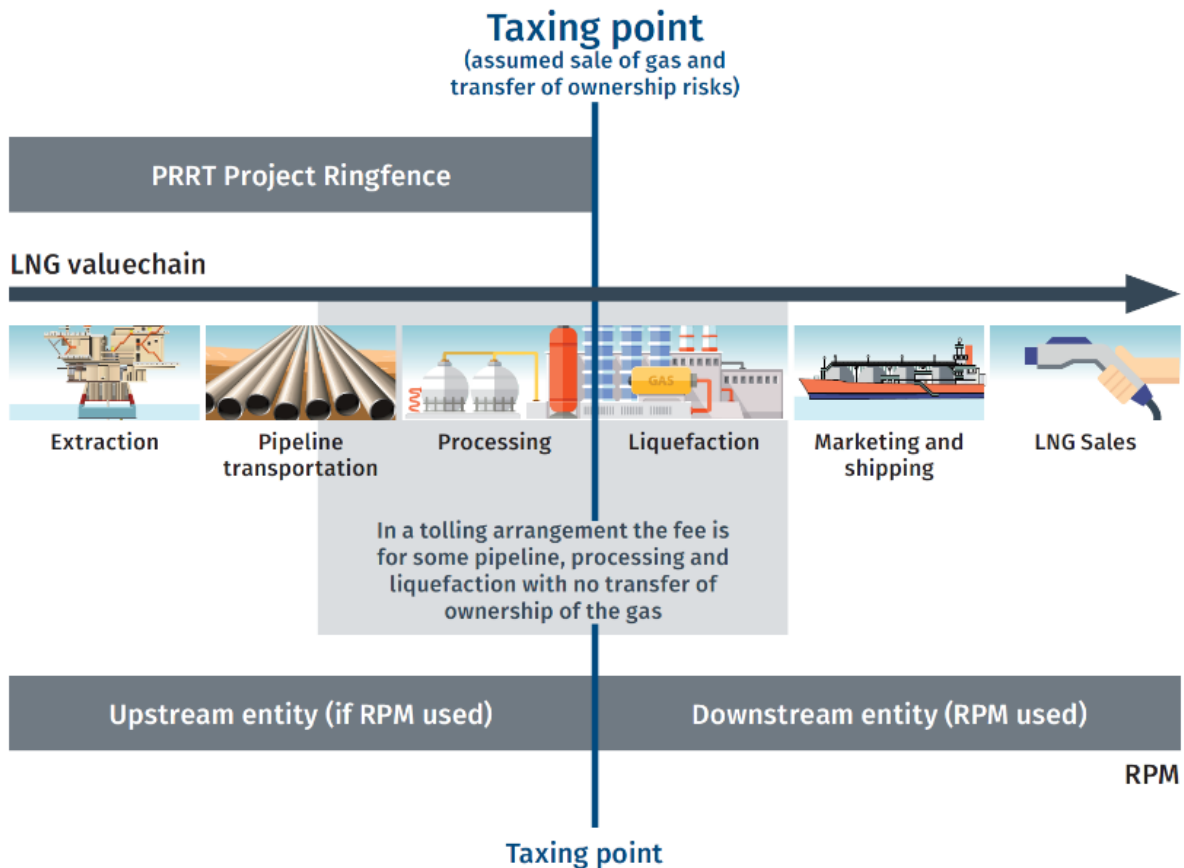 Taxing point
(assumed sale of gas and
transfer of ownership risks)
PRRT Project Ringfence
LNG valuechain
GAS
Extraction
Pipeline
transportation
Processing
Liquefaction
Marketing and
shipping
LNG Sales
In a tolling arrangement the fee is
for some pipeline, processing and
liquefaction with no transfer of
ownership of the gas
Upstream entity (if RPM used)
Downstream entity (RPM used)
RPM
Taxing point